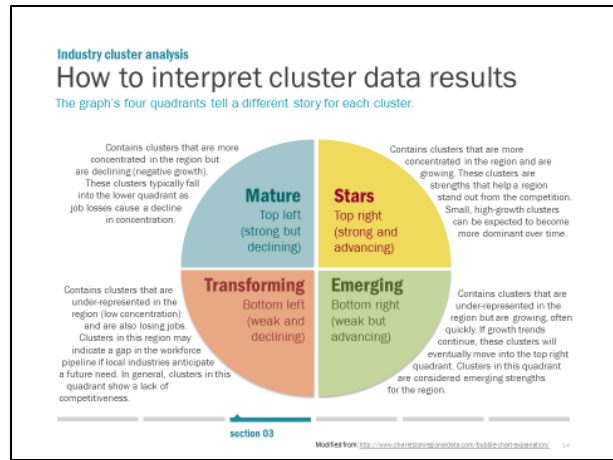 Industry cluster analysis
How to interpret cluster data results
The graph's four quadrants tell a different story for each cluster.
Contains clusters that are more
concentrated in the region but
are declining (negative growth).
These clusters typically fall
into the lower quadrant as
job losses cause a decline
in concentration.
Mature
Top left
(strong but
declining)
Stars
Top right
(strong and
advancing)
Contains clusters that are more
concentrated in the region and are
growing. These clusters are
strengths that help a region
stand out from the competition.
Small, high-growth clusters
can be expected to become
more dominant over time.
Contains clusters that are
under-represented in the
region (low concentration)
and are also losing jobs.
Clusters in this region may
indicate a gap in the workforce
pipeline if local industries anticipate
a future need. In general, clusters in this
quadrant show a lack of
competitiveness.
Transforming
Bottom left
(weak and
declining)
Emerging
Bottom right
(weak but
advancing)
Contains clusters that are
under-represented in the
region but are growing, often
quickly. If growth trends
continue, these clusters will
eventually move into the top right
quadrant. Clusters in this quadrant
are considered emerging strengths
for the region.
section 03
Modified from: http://www.charlestonregionaldata.com/bubble-chart-explanation/
14